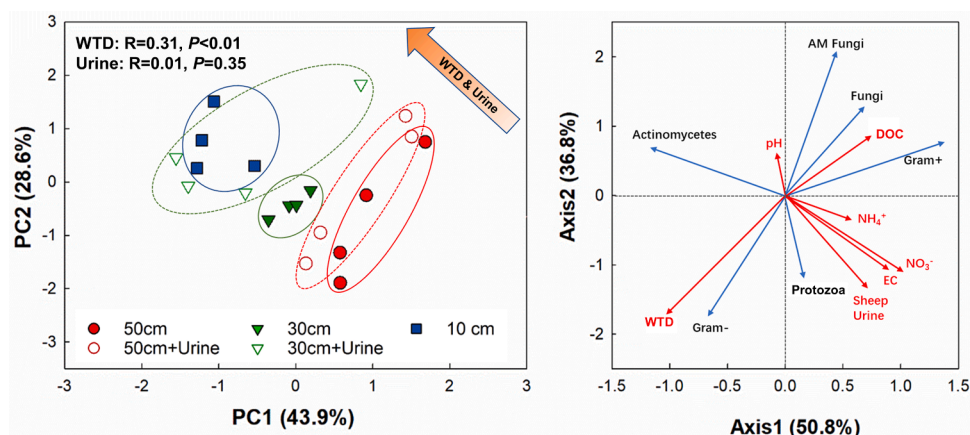 WTD: R=0.31, P<0.01
Urine: R=0.01, P=0.35
WTD & Urine
3
2
1
0
-1
-2
-3
PC2 (28.6%)
50cm
30cm
10 cm
50cm+Urine
30cm+Urine
-3
-2
-1
0
1
2
3
PC1 (43.9%)
2
1
0
-1
-2
Axis2 (36.8%)
AM Fungi
Fungi
DOC
Actinomycetes
pH
Gram+
NH₄⁺
NO₃⁻
EC
Protozoa
Sheep
Urine
WTD
Gram-
-1.5
-1.0
-0.5
0.0
0.5
1.0
1.5
Axis1 (50.8%)